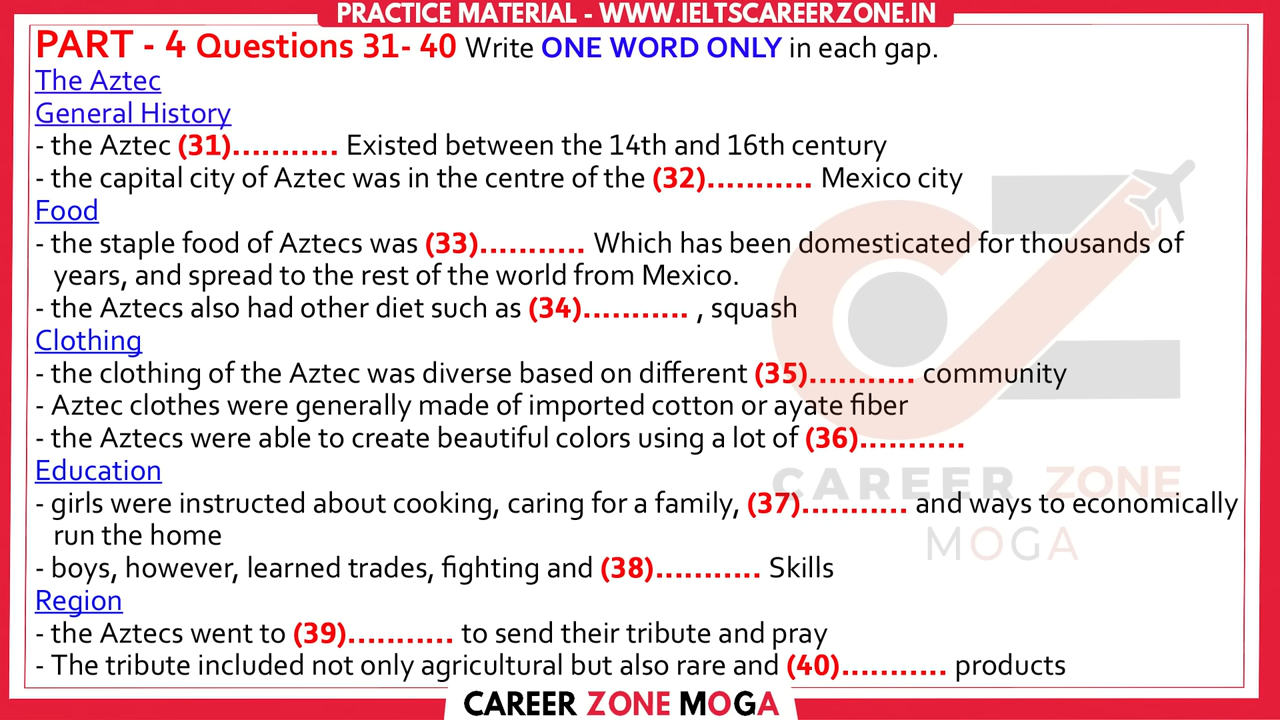 PRACTICE MATERIAL - WWW.IELTSCAREERZONE.IN
PART - 4 Questions 31- 40 Write ONE WORD ONLY in each gap.
The Aztec
General History
- the Aztec (31)........... Existed between the 14th and 16th century
- the capital city of Aztec was in the centre of the (32)........... Mexico city
Food
- the staple food of Aztecs was (33)........... Which has been domesticated for thousands of
years, and spread to the rest of the world from Mexico.
- the Aztecs also had other diet such as (34)........... , squash
Clothing
- the clothing of the Aztec was diverse based on different (35)........... community
- Aztec clothes were generally made of imported cotton or ayate fiber
- the Aztecs were able to create beautiful colors using a lot of (36)...........
Education
CAREER ZONE
- girls were instructed about cooking, caring for a family, (37)........... and ways to economically
run the home
MOGA
- boys, however, learned trades, fighting and (38)........... Skills
Region
- the Aztecs went to (39)........... to send their tribute and pray
- The tribute included not only agricultural but also rare and (40)........... products
CAREER ZONE MOGA